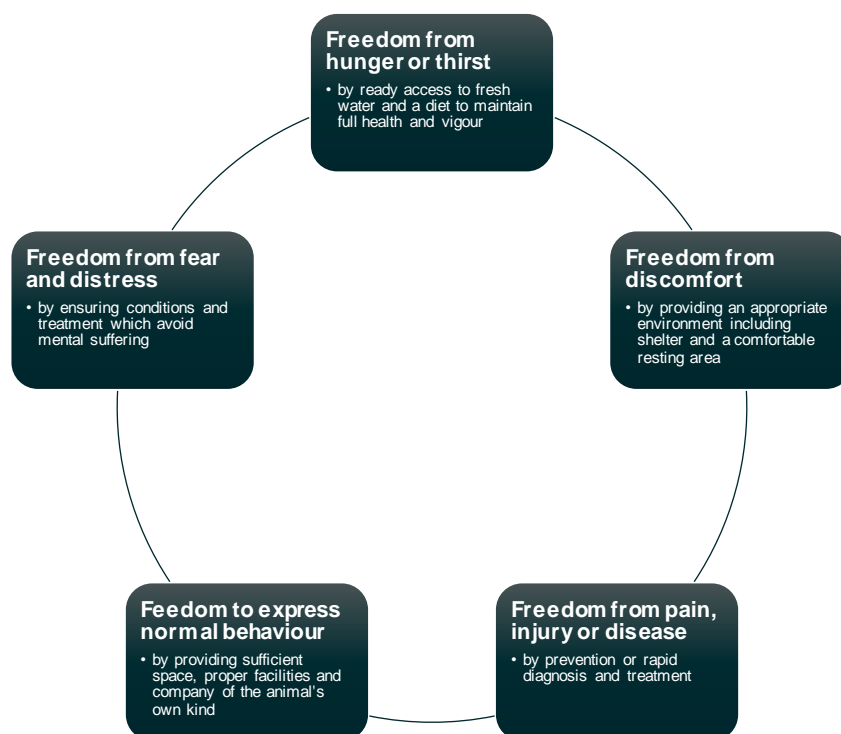 Freedom from
hunger or thirst
• by ready access to fresh
water and a diet to maintain
full health and vigour
Freedom from
discomfort
• by providing an appropriate
environment including
shelter and a comfortable
resting area
Freedom from pain,
injury or disease
• by prevention or rapid
diagnosis and treatment
Feedom to express
normal behaviour
• by providing sufficient
space, proper facilities and
company of the animal's
own kind
Freedom from fear
and distress
• by ensuring conditions and
treatment which avoid
mental suffering